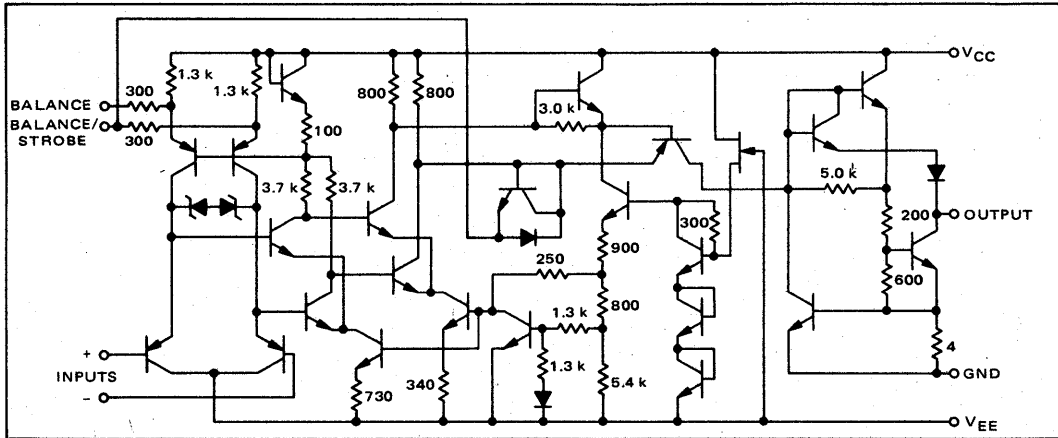 VCC
1.3 k
1.3 k
300
BALANCE
BALANCE/
STROBE
300
100
800
800
3.0 k
3.7 k
3.7 k
300
5.0 k
200
OUTPUT
900
250
600
800
1.3 k
1.3 k
5.4 k
4
+
INPUTS
−
730
340
GND
VEE